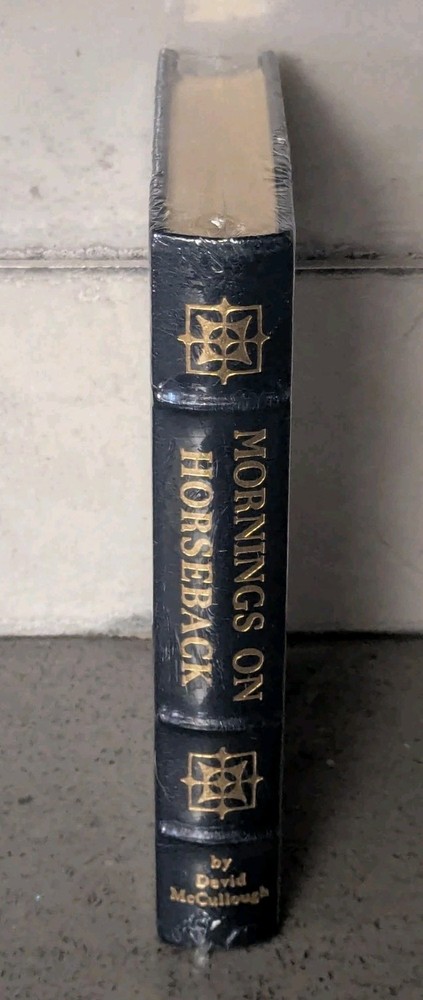 MORNINGS ON
HORSEBACK
by
David
McCullough